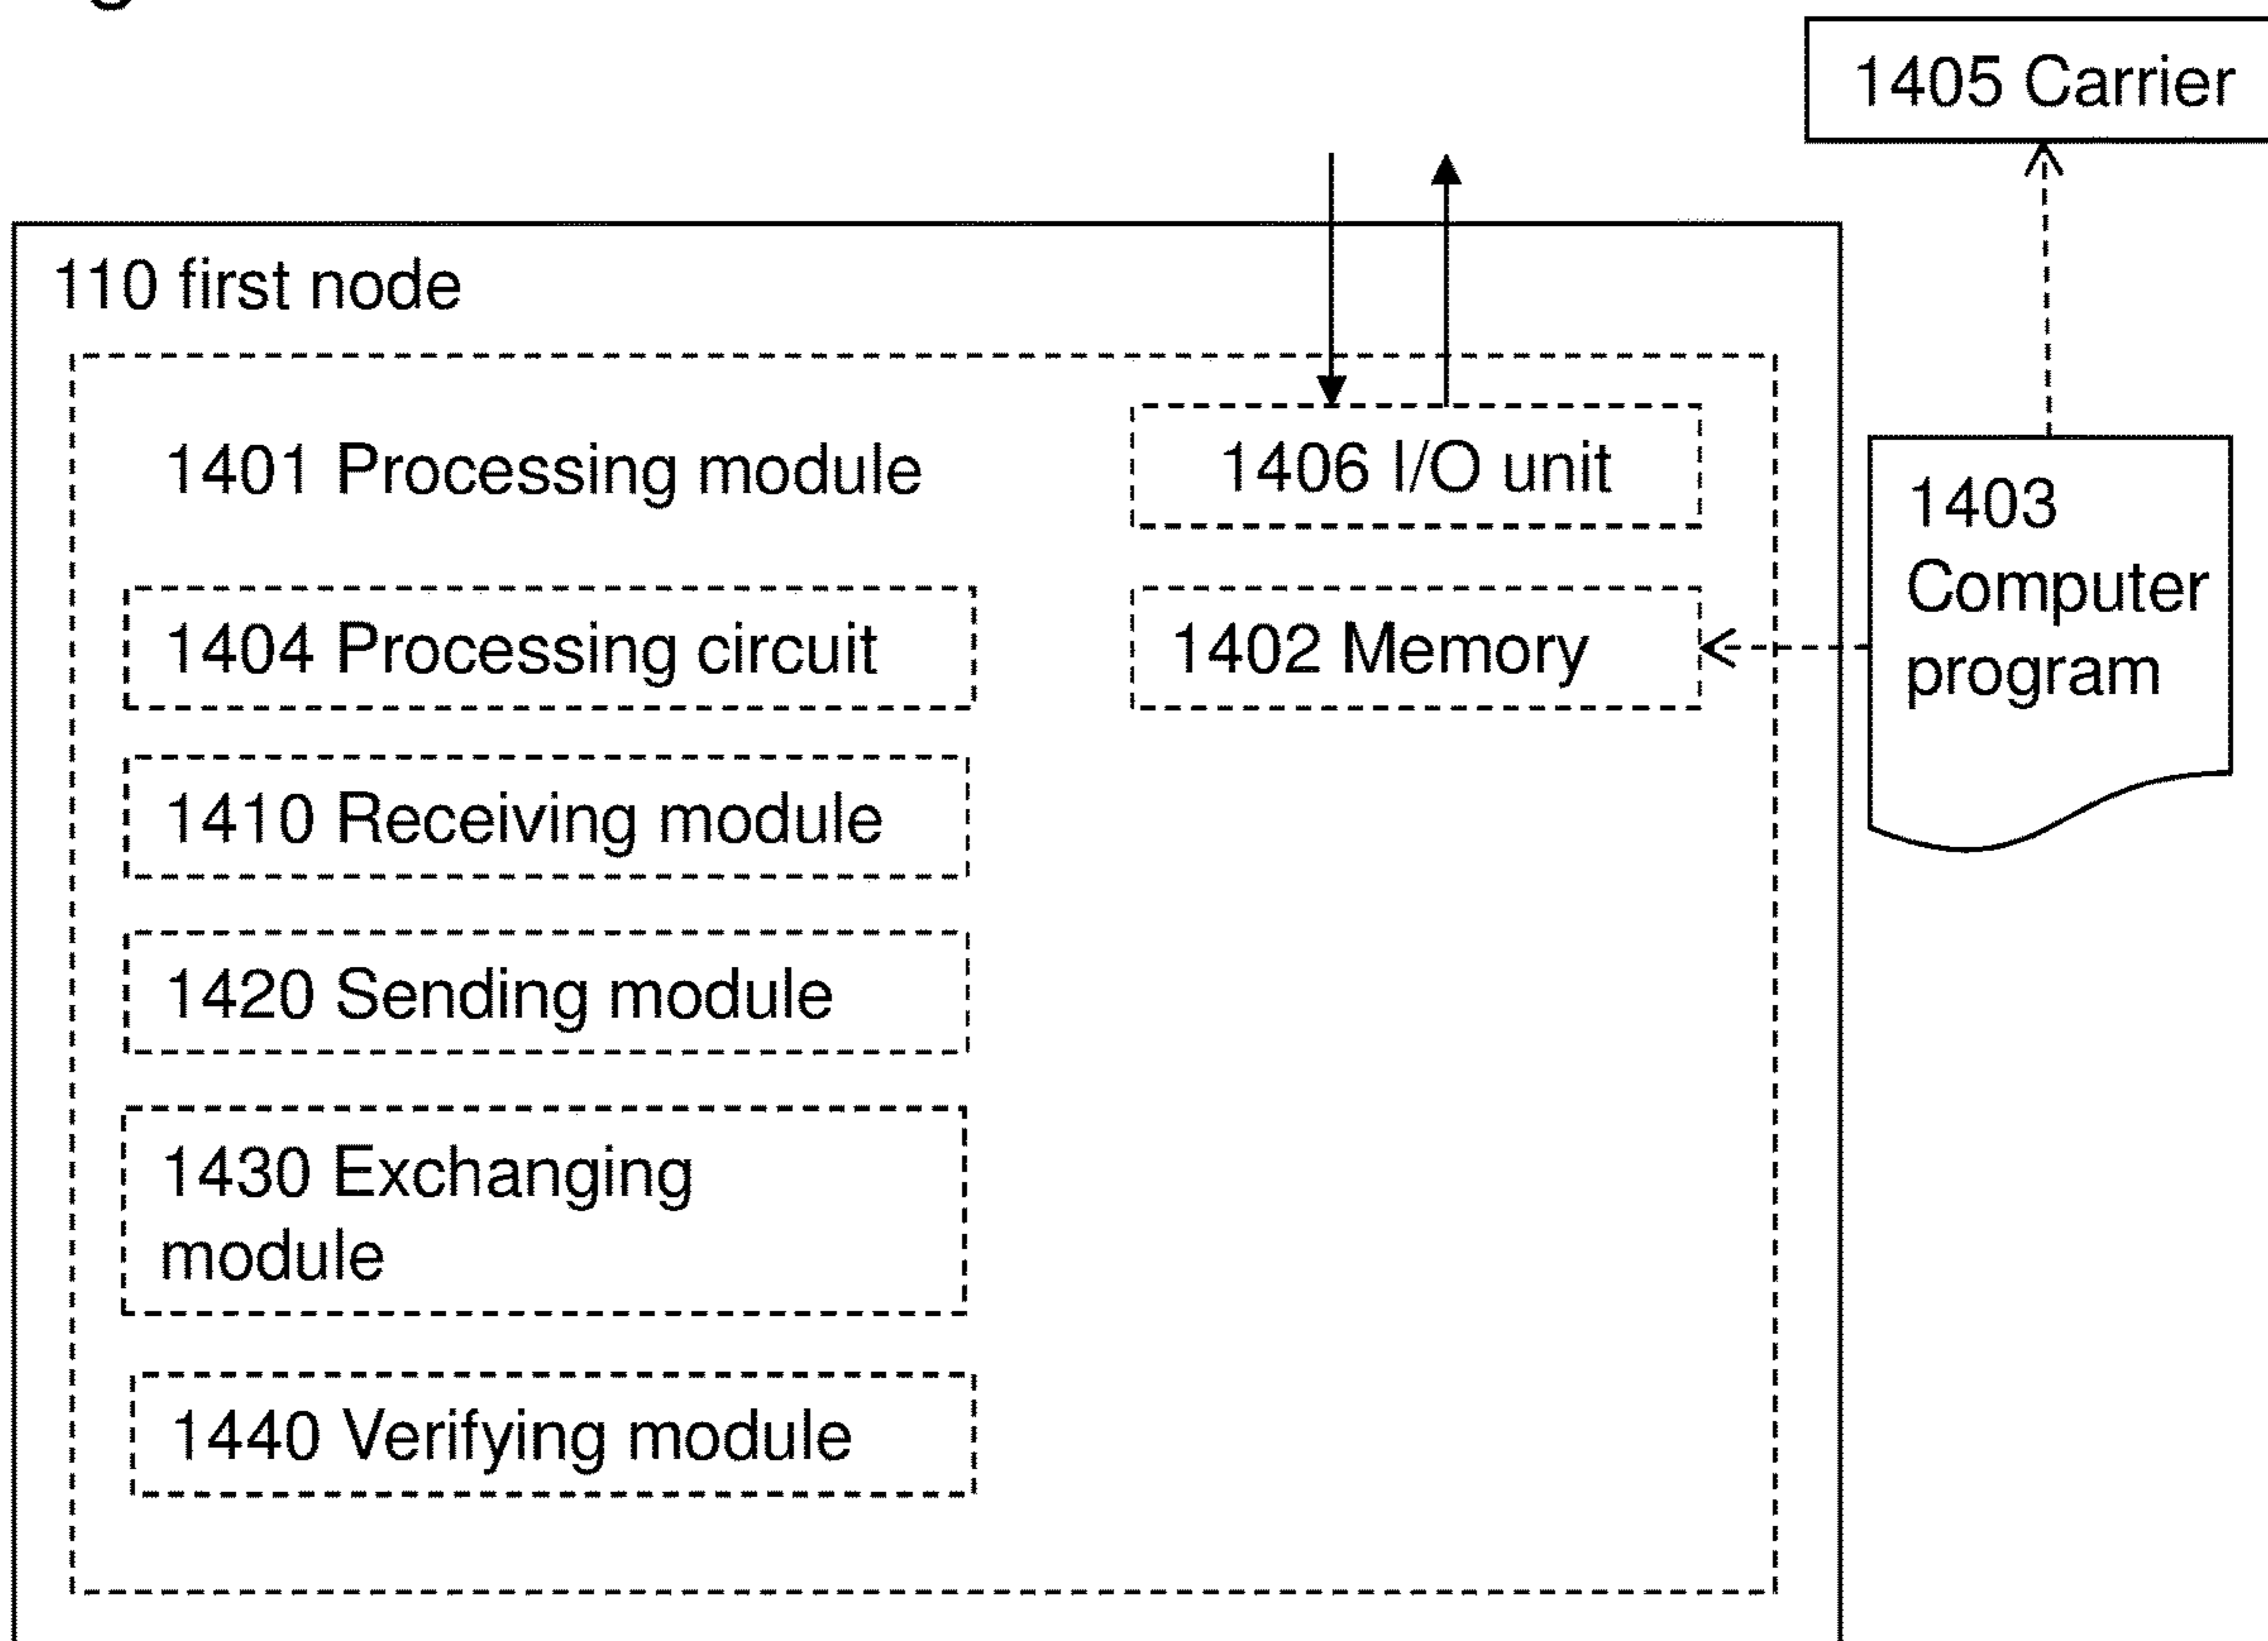 1405 Carrier
110 first node
1401 Processing module
1406 I/O unit
1404 Processing circuit
1402 Memory
1403
Computer
program
1410 Receiving module
1420 Sending module
1430 Exchanging
module
1440 Verifying module